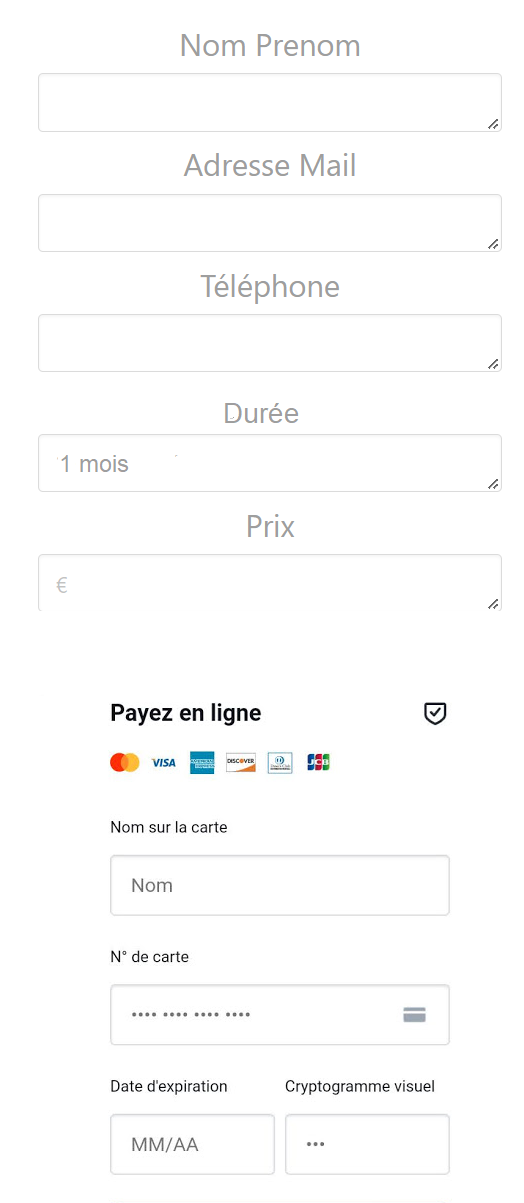 Nom Prenom
Adresse Mail
Téléphone
Durée
1 mois
Prix
€
Payez en ligne
VISA DISCOVER JCB
Nom sur la carte
Nom
N° de carte
•••• •••• •••• ••••
Date d'expiration Cryptogramme visuel
MM/AA •••